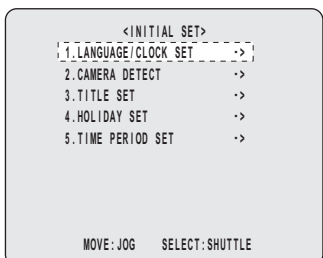 <INITIAL SET>
1.LANGUAGE/CLOCK SET ->
2.CAMERA DETECT ->
3.TITLE SET ->
4.HOLIDAY SET ->
5.TIME PERIOD SET ->
MOVE:JOG SELECT:SHUTTLE